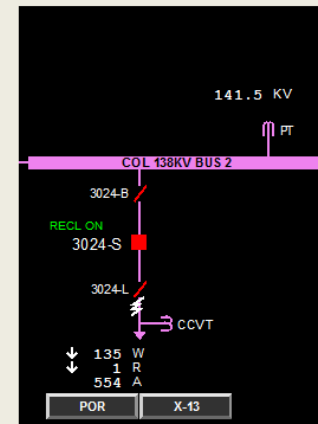 141.5 KV
PT
COL 138KV BUS 2
3024-B
RECL ON
3024-S
3024-L
CCVT
135 W
1 R
554 A
POR X-13